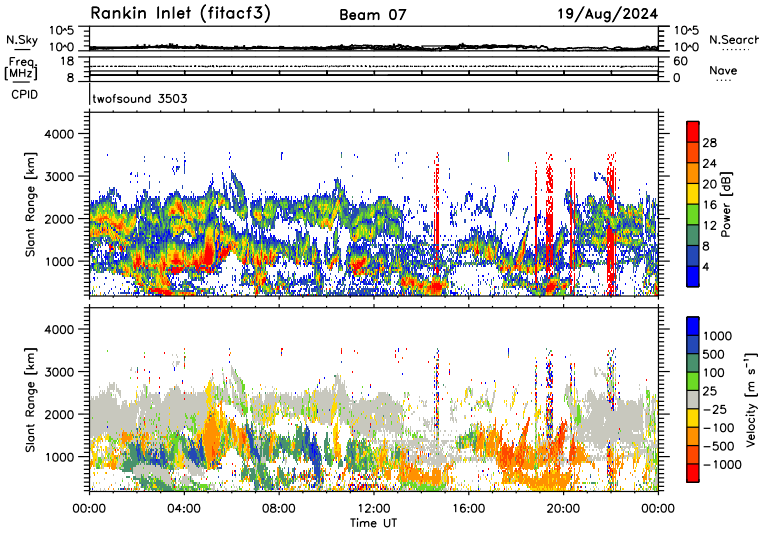 Rankin Inlet (fitacf3)
Beam 07
19/Aug/2024
N.Sky
10^5
10^0
10^5
10^0
N.Search
Freq.
[MHz]
18
8
60
0
Nave
CPID
twofsound 3503
Slant Range [km]
4000
3000
2000
1000
28
24
20
16
12
8
4
Power [dB]
Slant Range [km]
4000
3000
2000
1000
1000
500
100
25
-25
-100
-500
-1000
Velocity [m s⁻¹]
00:00
04:00
08:00
12:00
16:00
20:00
00:00
Time UT